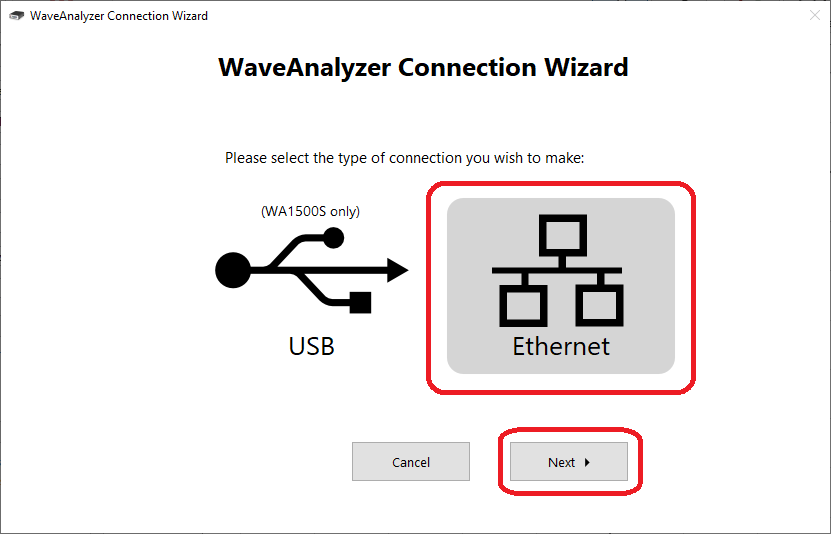 WaveAnalyzer Connection Wizard
WaveAnalyzer Connection Wizard
Please select the type of connection you wish to make:
(WA1500S only)
USB
Ethernet
Cancel
Next